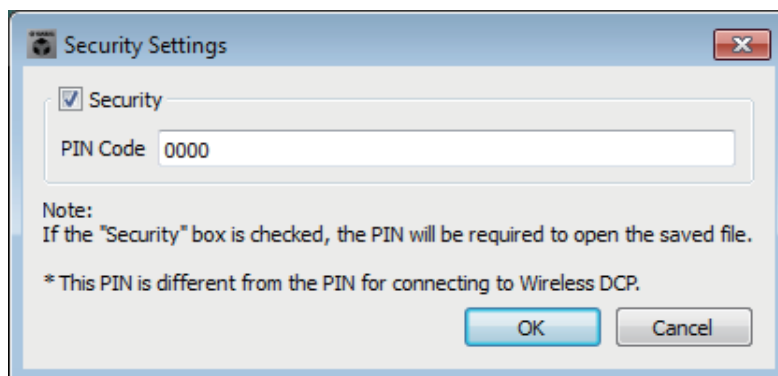 Security Settings
Security
PIN Code 0000
Note:
If the "Security" box is checked, the PIN will be required to open the saved file.
* This PIN is different from the PIN for connecting to Wireless DCP.
OK Cancel